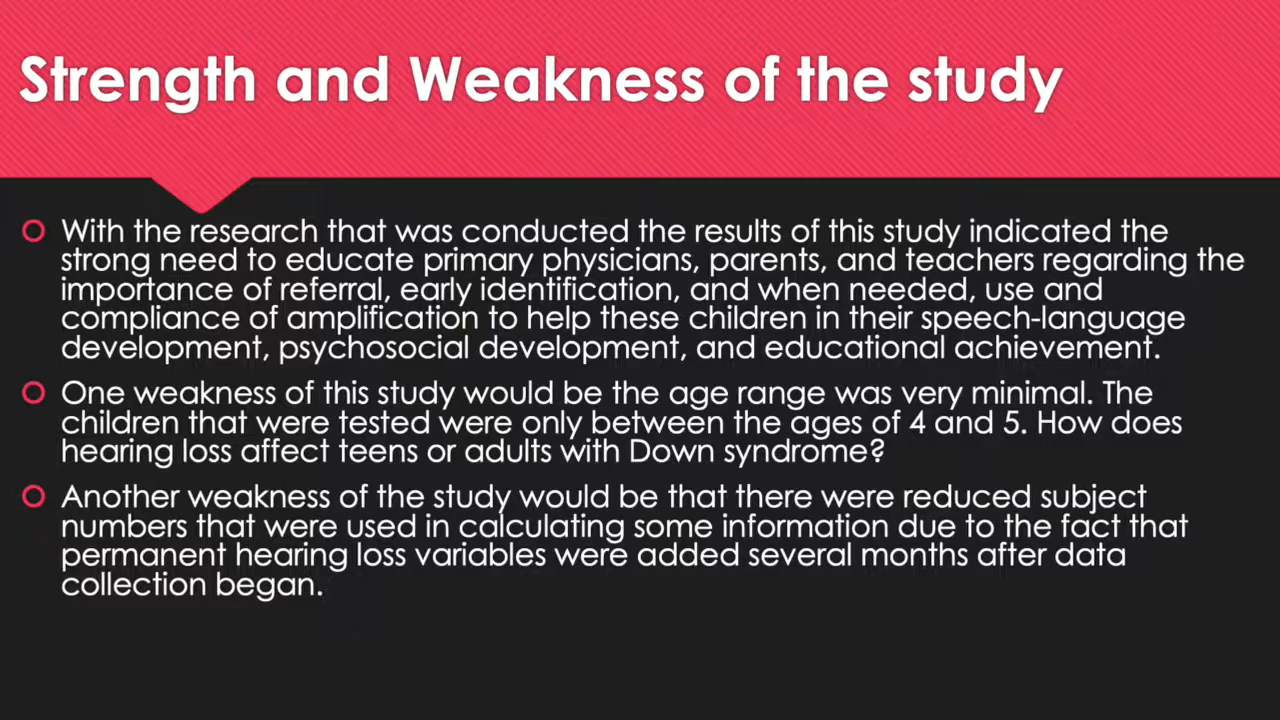 Strength and Weakness of the study
With the research that was conducted the results of this study indicated the
strong need to educate primary physicians, parents, and teachers regarding the
importance of referral, early identification, and when needed, use and
compliance of amplification to help these children in their speech-language
development, psychosocial development, and educational achievement.
One weakness of this study would be the age range was very minimal. The
children that were tested were only between the ages of 4 and 5. How does
hearing loss affect teens or adults with Down syndrome?
Another weakness of the study would be that there were reduced subject
numbers that were used in calculating some information due to the fact that
permanent hearing loss variables were added several months after data
collection began.